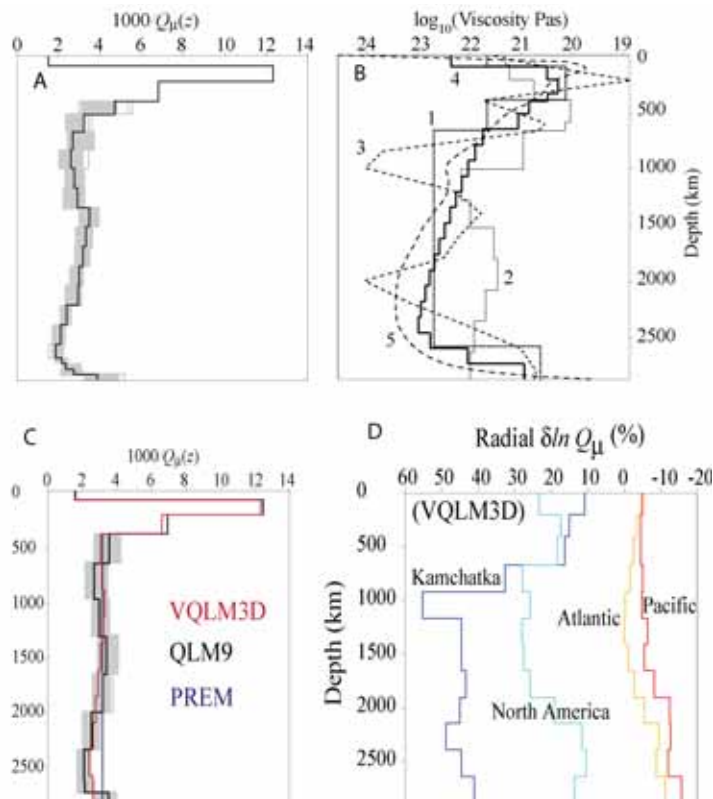 1000 Qμ(z)
0 2 4 6 8 10 12 14
A
log10(Viscosity Pas)
24 23 22 21 20 19
B
4
1
3
2
5
0
500
1000
1500
2000
2500
Depth (km)
C
1000 Qμ(z)
0 2 4 6 8 10 12 14
0
500
1000
1500
2000
2500
VQLM3D
QLM9
PREM
D
Radial δln Qμ (%)
60 50 40 30 20 10 0 -10 -20
0
500
1000
1500
2000
2500
Depth (km)
(VQLM3D)
Kamchatka
Atlantic
Pacific
North America